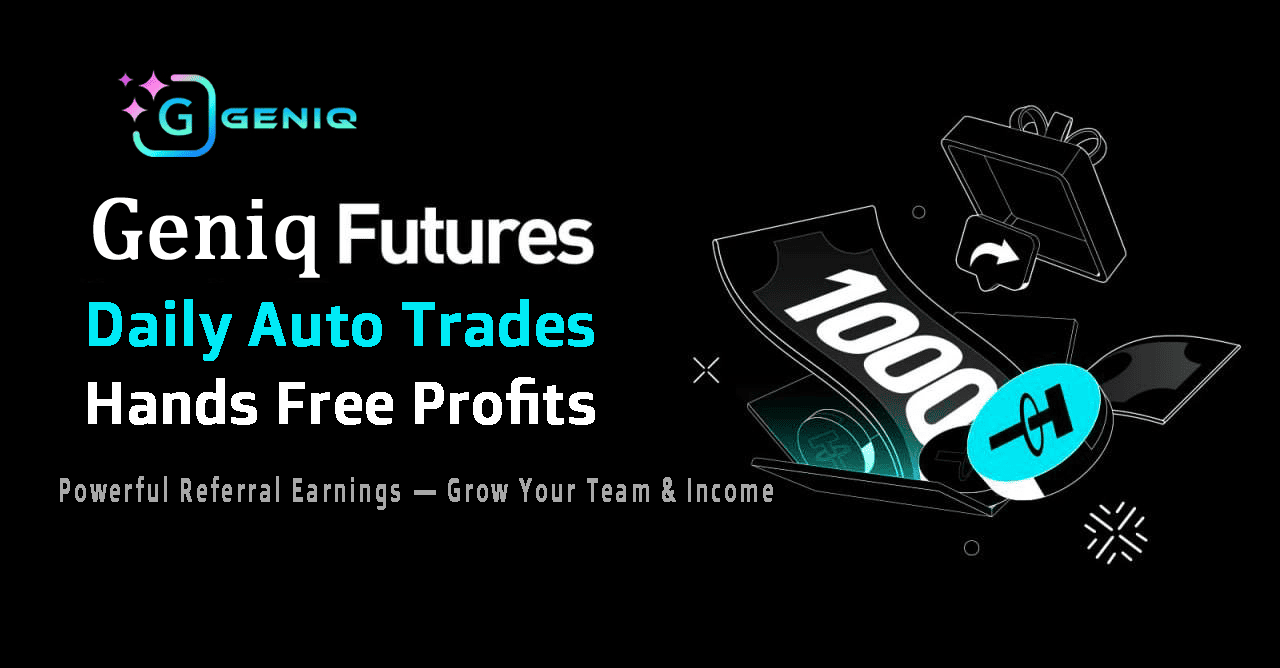 G GENIQ
Geniq Futures
Daily Auto Trades
Hands Free Profits
Powerful Referral Earnings — Grow Your Team & Income
1000